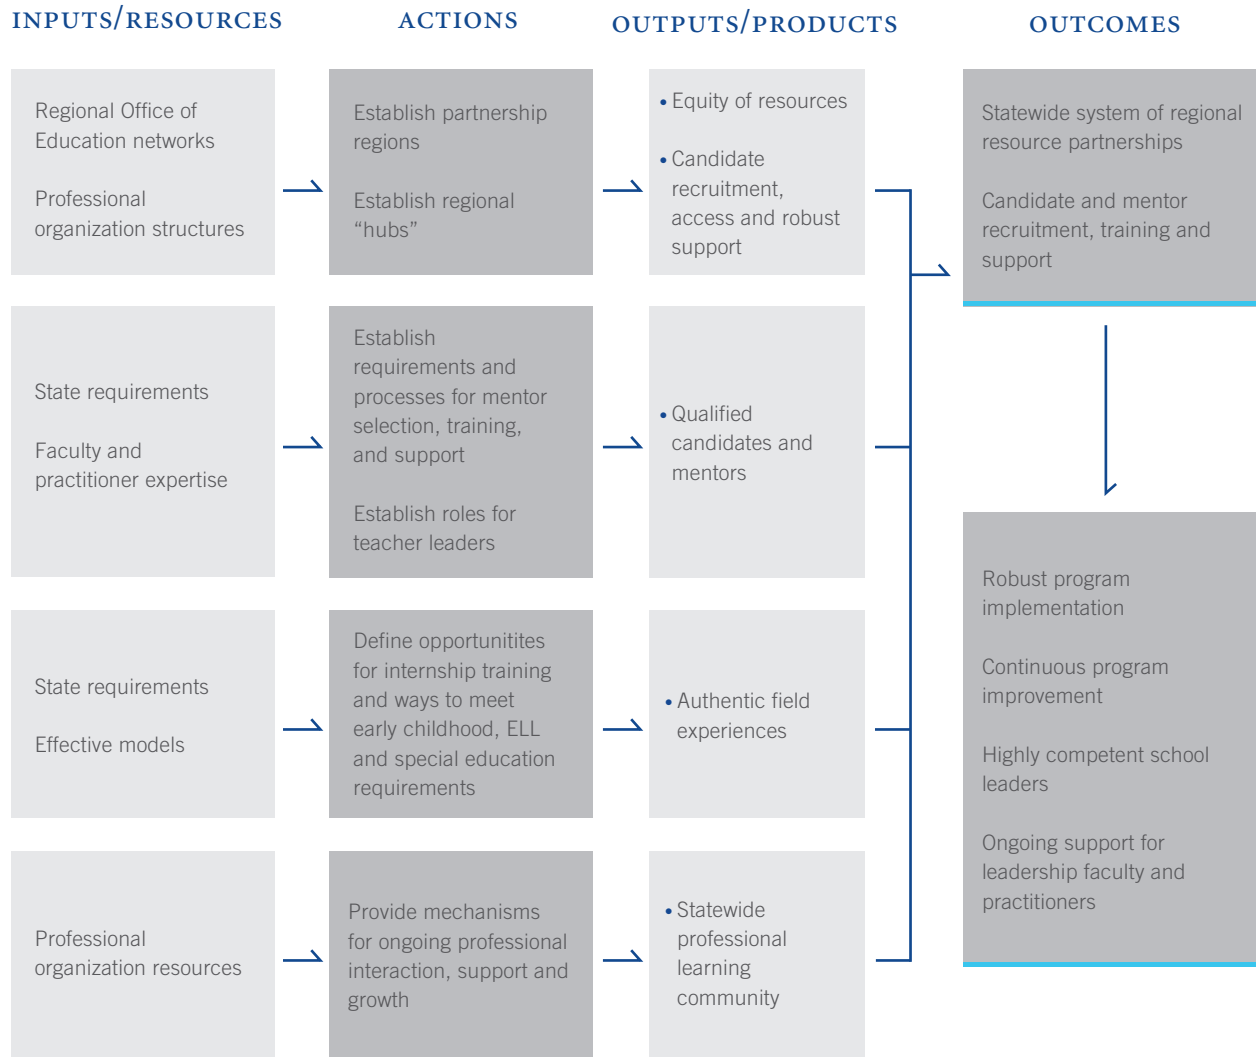 INPUTS/RESOURCES
ACTIONS
OUTPUTS/PRODUCTS
OUTCOMES
Regional Office of
Education networks
Professional
organization structures
Establish partnership
regions
Establish regional
“hubs”
• Equity of resources
• Candidate
recruitment,
access and robust
support
Statewide system of regional
resource partnerships
Candidate and mentor
recruitment, training and
support
State requirements
Faculty and
practitioner expertise
Establish
requirements and
processes for mentor
selection, training,
and support
Establish roles for
teacher leaders
• Qualified
candidates and
mentors
State requirements
Effective models
Define opportunitites
for internship training
and ways to meet
early childhood, ELL
and special education
requirements
• Authentic field
experiences
Robust program
implementation
Continuous program
improvement
Highly competent school
leaders
Ongoing support for
leadership faculty and
practitioners
Professional
organization resources
Provide mechanisms
for ongoing professional
interaction, support and
growth
• Statewide
professional
learning
community